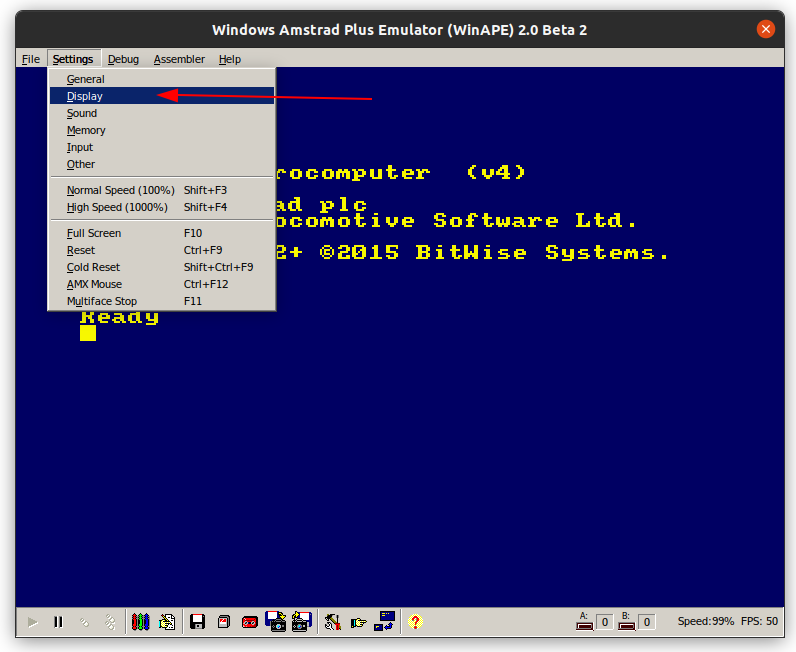 Windows Amstrad Plus Emulator (WinAPE) 2.0 Beta 2
File Settings Debug Assembler Help
General
Display
Sound
Memory
Input
Other
Normal Speed (100%) Shift+F3
High Speed (1000%) Shift+F4
Full Screen F10
Reset Ctrl+F9
Cold Reset Shift+Ctrl+F9
AMX Mouse Ctrl+F12
Multiface Stop F11
rocomputer (v4)
ad plc
ocomotive Software Ltd.
2+ ©2015 BitWise Systems.
Ready
A: 0 B: 0 Speed:99% FPS: 50